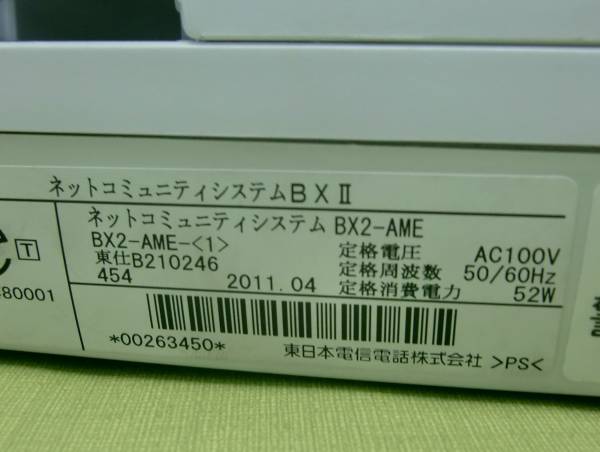 ネットコミュニティシステムBXⅡ
ネットコミュニティシステム BX2-AME
BX2-AME-<1>
東仕B210246
454
2011.04
定格電圧 AC100V
定格周波数 50/60Hz
定格消費電力 52W
T
80001
*00263450*
東日本電信電話株式会社 >PS<